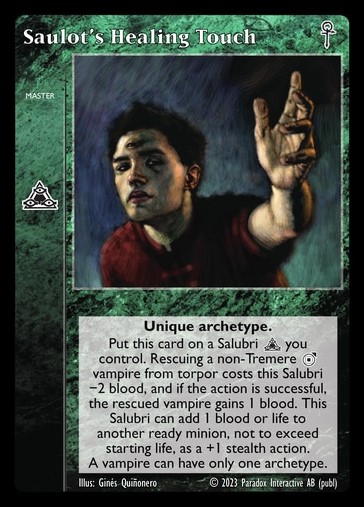 Saulot's Healing Touch
MASTER
Unique archetype.
Put this card on a Salubri you
control. Rescuing a non-Tremere
vampire from torpor costs this Salubri
−2 blood, and if the action is successful,
the rescued vampire gains 1 blood. This
Salubri can add 1 blood or life to
another ready minion, not to exceed
starting life, as a +1 stealth action.
A vampire can have only one archetype.
Illus: Ginés Quiñonero © 2023 Paradox Interactive AB (publ)